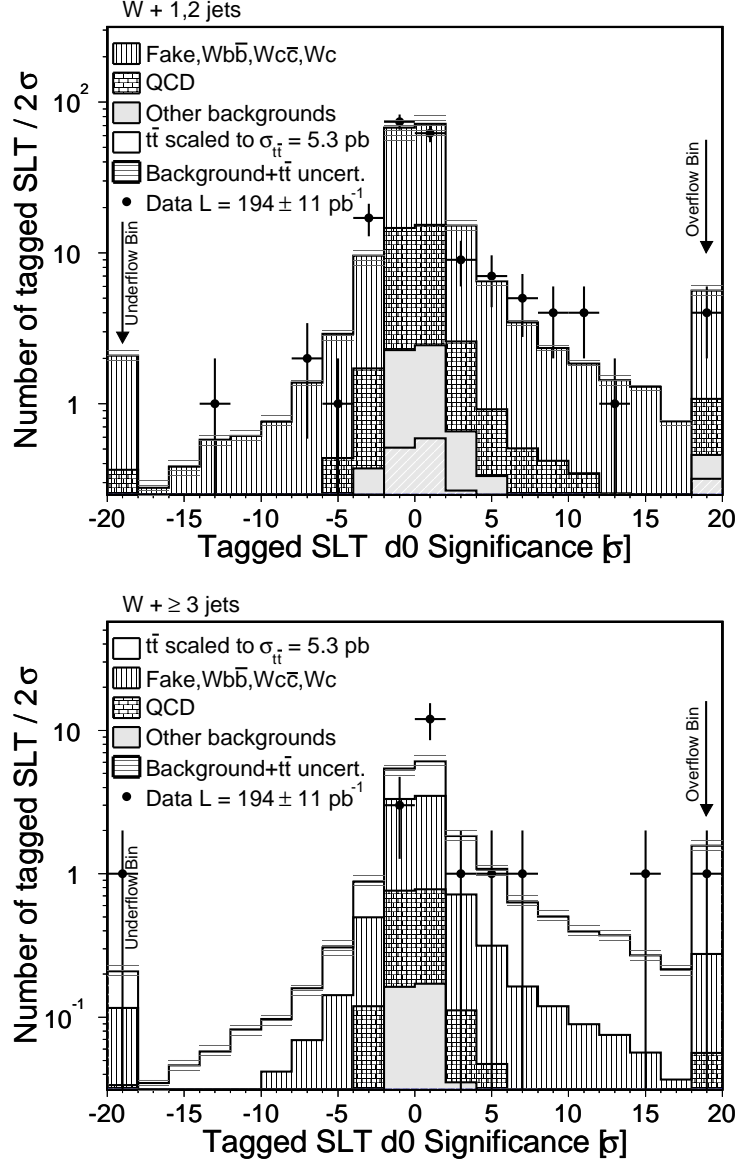 W + 1,2 jets
Number of tagged SLT / 2σ
10²
10
1
Fake,Wbb̅,Wcc̅,Wc
QCD
Other backgrounds
tt̅ scaled to σtt̅ = 5.3 pb
Background+tt̅ uncert.
Data L = 194 ± 11 pb⁻¹
Underflow Bin
Overflow Bin
-20 -15 -10 -5 0 5 10 15 20
Tagged SLT d0 Significance [σ]
W + ≥ 3 jets
Number of tagged SLT / 2σ
10
1
10⁻¹
tt̅ scaled to σtt̅ = 5.3 pb
Fake,Wbb̅,Wcc̅,Wc
QCD
Other backgrounds
Background+tt̅ uncert.
Data L = 194 ± 11 pb⁻¹
Underflow Bin
Overflow Bin
-20 -15 -10 -5 0 5 10 15 20
Tagged SLT d0 Significance [σ]